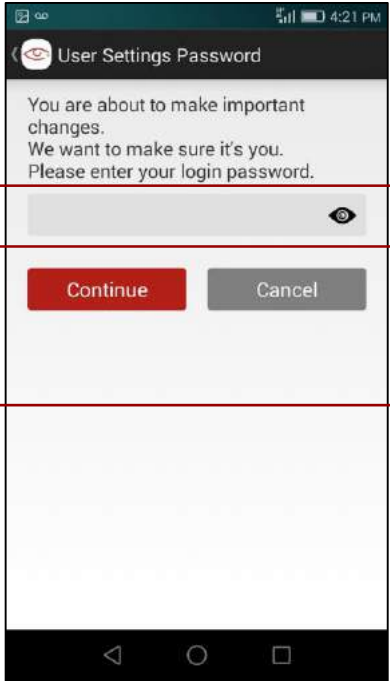 4:21 PM
User Settings Password
You are about to make important
changes.
We want to make sure it's you.
Please enter your login password.
Continue
Cancel